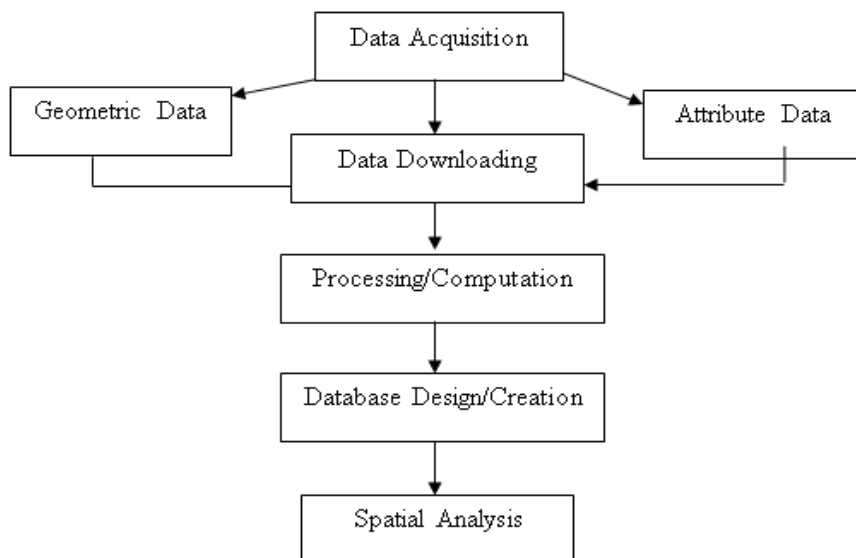 Data Acquisition
Geometric Data
Attribute Data
Data Downloading
Processing/Computation
Database Design/Creation
Spatial Analysis